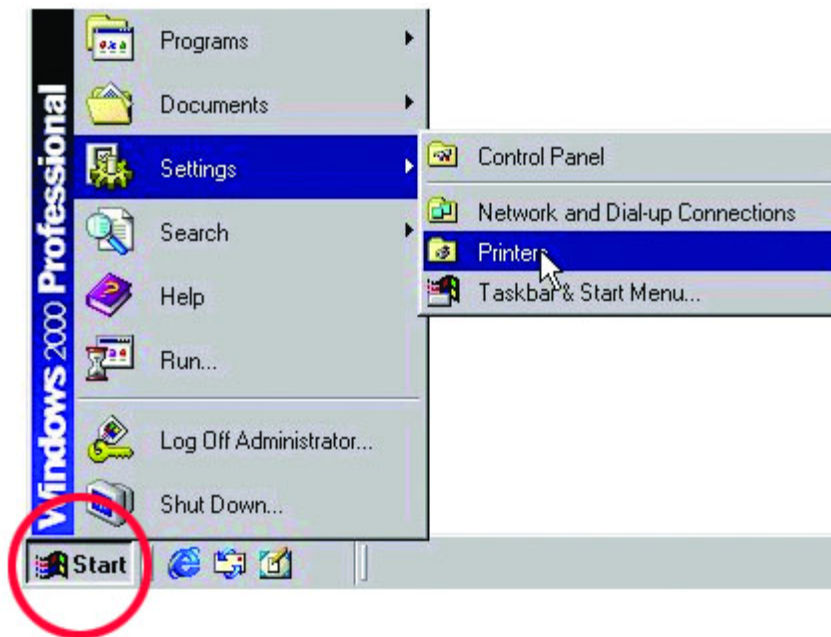 Windows 2000 Professional
Programs
Documents
Settings
Search
Help
Run...
Log Off Administrator...
Shut Down...
Control Panel
Network and Dial-up Connections
Printers
Taskbar & Start Menu...
Start